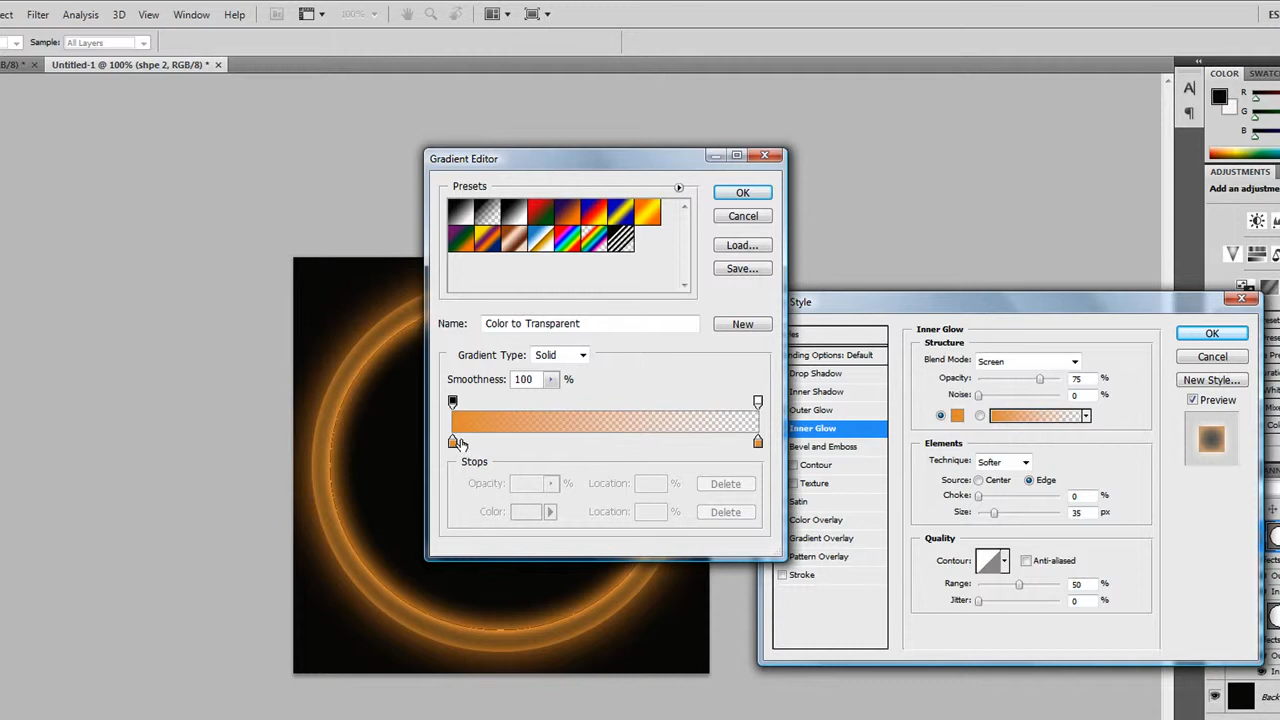 ect Filter Analysis 3D View Window Help 100% ES
Sample: All Layers
B/8) * Untitled-1 @ 100% (shpe 2, RGB/8) *
COLOR SWATC
R
G
B
ADJUSTMENTS
Add an adjustme
Gradient Editor
Presets
OK
Cancel
Load...
Save...
Name: Color to Transparent New
Gradient Type: Solid
Smoothness: 100 %
Stops
Opacity: % Location: % Delete
Color: Location: % Delete
Style
les
nding Options: Default
Drop Shadow
Inner Shadow
Outer Glow
Inner Glow
Bevel and Emboss
Contour
Texture
Satin
Color Overlay
Gradient Overlay
Pattern Overlay
Stroke
Inner Glow
Structure
Blend Mode: Screen
Opacity: 75 %
Noise: 0 %
Elements
Technique: Softer
Source: Center Edge
Choke: 0 %
Size: 35 px
Quality
Contour: Anti-aliased
Range: 50 %
Jitter: 0 %
OK
Cancel
New Style...
Preview
Back